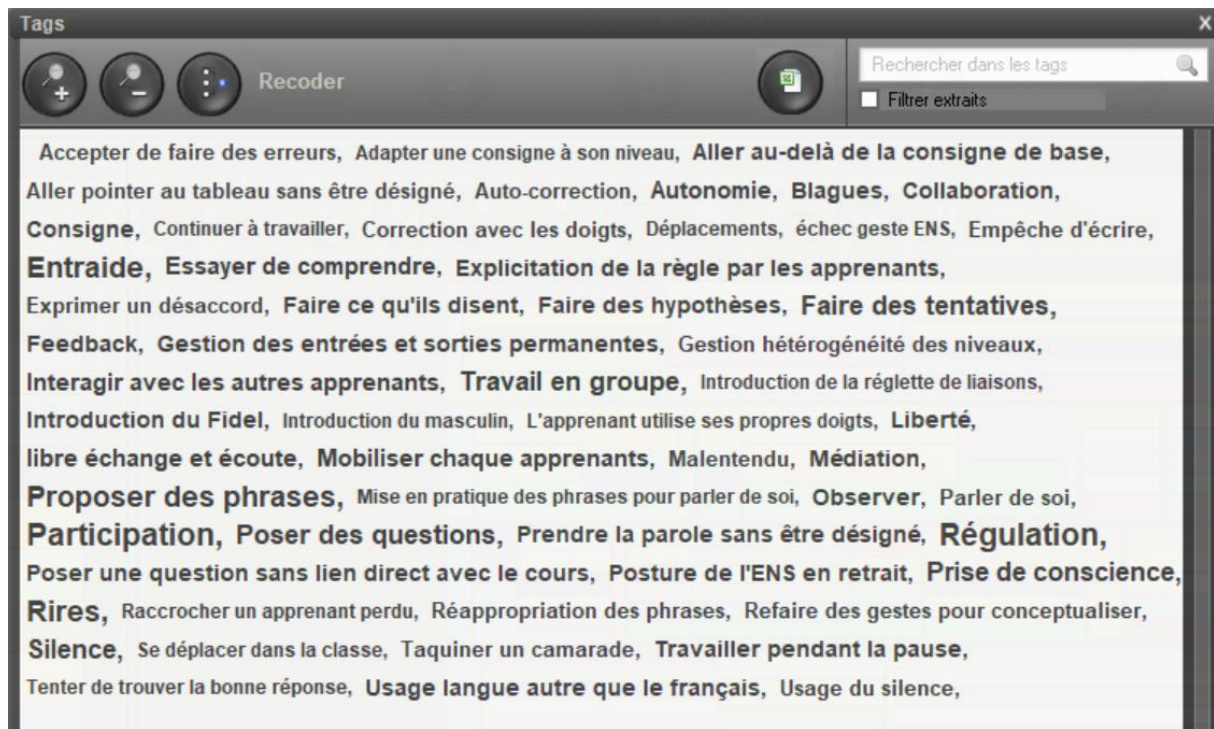 Tags X
Recoder
Rechercher dans les tags
Filtrer extraits
Accepter de faire des erreurs, Adapter une consigne à son niveau, Aller au-delà de la consigne de base,
Aller pointer au tableau sans être désigné, Auto-correction, Autonomie, Blagues, Collaboration,
Consigne, Continuer à travailler, Correction avec les doigts, Déplacements, échec geste ENS, Empêche d'écrire,
Entraide, Essayer de comprendre, Explicitation de la règle par les apprenants,
Exprimer un désaccord, Faire ce qu'ils disent, Faire des hypothèses, Faire des tentatives,
Feedback, Gestion des entrées et sorties permanentes, Gestion hétérogénéité des niveaux,
Interagir avec les autres apprenants, Travail en groupe, Introduction de la réglette de liaisons,
Introduction du Fidel, Introduction du masculin, L'apprenant utilise ses propres doigts, Liberté,
libre échange et écoute, Mobiliser chaque apprenants, Malentendu, Médiation,
Proposer des phrases, Mise en pratique des phrases pour parler de soi, Observer, Parler de soi,
Participation, Poser des questions, Prendre la parole sans être désigné, Régulation,
Poser une question sans lien direct avec le cours, Posture de l'ENS en retrait, Prise de conscience,
Rires, Raccrocher un apprenant perdu, Réappropriation des phrases, Refaire des gestes pour conceptualiser,
Silence, Se déplacer dans la classe, Taquiner un camarade, Travailler pendant la pause,
Tenter de trouver la bonne réponse, Usage langue autre que le français, Usage du silence,